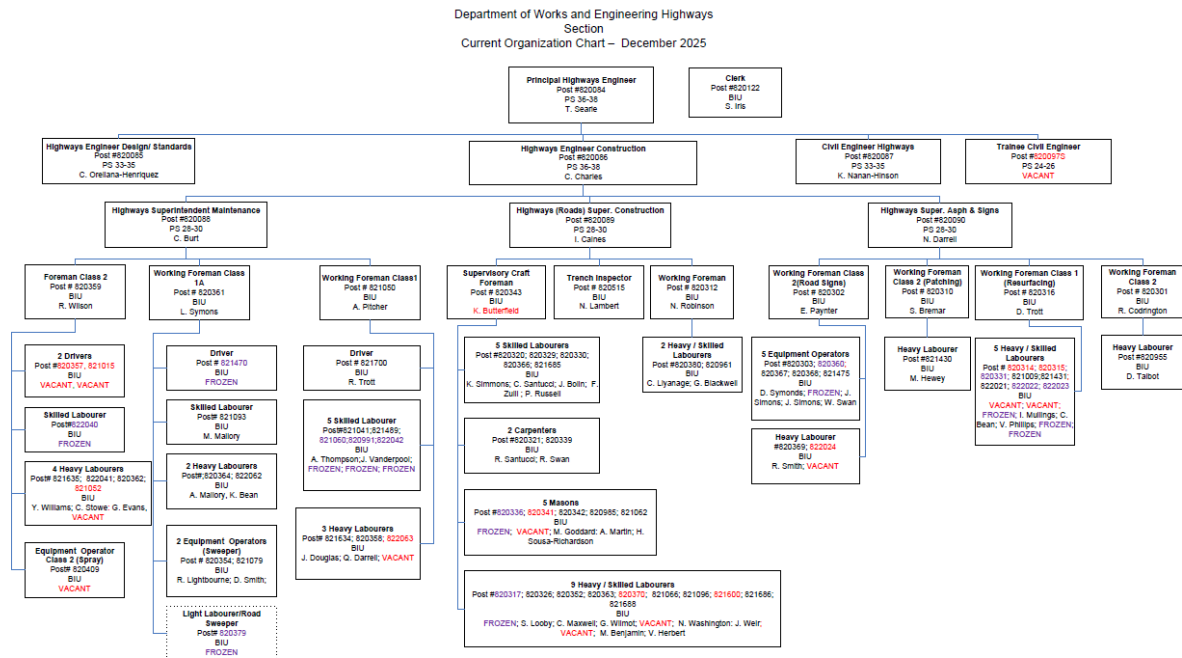 Department of Works and Engineering Highways
Section
Current Organization Chart – December 2025
Principal Highways Engineer
Post #820084
PS 36-38
T. Searle
Clerk
Post #820122
BIU
S. Iris
Highways Engineer Design/ Standards
Post #820085
PS 33-35
C. Orellana-Henriquez
Highways Engineer Construction
Post #820086
PS 36-38
C. Charles
Civil Engineer Highways
Post #820087
PS 33-35
K. Nanan-Hinson
Trainee Civil Engineer
Post #820097S
PS 24-26
VACANT
Highways Superintendent Maintenance
Post #820088
PS 28-30
C. Burt
Highways (Roads) Super. Construction
Post #820089
PS 28-30
I. Caines
Highways Super. Asph & Signs
Post #820090
PS 28-30
N. Darrell
Foreman Class 2
Post # 820359
BIU
R. Wilson
Working Foreman Class
1A
Post # 820361
BIU
L. Symons
Working Foreman Class1
Post # 821050
BIU
A. Pitcher
Supervisory Craft
Foreman
Post #820343
BIU
K. Butterfield
Trench Inspector
Post # 820515
BIU
N. Lambert
Working Foreman
Post #820312
BIU
N. Robinson
Working Foreman Class
2(Road Signs)
Post # 820302
BIU
E. Paynter
Working Foreman
Class 2 (Patching)
Post # 820310
BIU
S. Bremar
Working Foreman Class 1
(Resurfacing)
Post # 820316
BIU
D. Trott
Working Foreman
Class 2
Post # 820301
BIU
R. Codrington
2 Drivers
Post #820357, 821015
BIU
VACANT, VACANT
Skilled Labourer
Post#822040
BIU
FROZEN
4 Heavy Labourers
Post# 821635; 822041; 820362;
821052
BIU
Y. Williams; C. Stowe: G. Evans,
VACANT
Equipment Operator
Class 2 (Spray)
Post# 820409
BIU
VACANT
Driver
Post # 821470
BIU
FROZEN
Skilled Labourer
Post# 821093
BIU
M. Mallory
2 Heavy Labourers
Post#;820364; 822062
BIU
A. Mallory, K. Bean
2 Equipment Operators
(Sweeper)
Post # 820354; 821079
BIU
R. Lightbourne; D. Smith;
Light Labourer/Road
Sweeper
Post# 820379
BIU
FROZEN
Driver
Post #821700
BIU
R. Trott
5 Skilled Labourers
Post#821041;821489;
821060;820991;822042
BIU
A. Thompson;J. Vanderpool;
FROZEN; FROZEN; FROZEN
3 Heavy Labourers
Post #821634; 820358; 822063
BIU
J. Douglas; Q. Darrell; VACANT
5 Skilled Labourers
Post #820320; 820329; 820330;
820366; 821685
BIU
K. Simmons; C. Santucci; J. Bolin; F.
Zuill ; P. Russell
2 Carpenters
Post #820321; 820339
BIU
R. Santucci; R. Swan
5 Masons
Post #820336; 820341; 820342; 820985; 821062
BIU
FROZEN; VACANT; M. Goddard: A. Martin; H.
Sousa-Richardson
9 Heavy / Skilled Labourers
Post #820317; 820326; 820352; 820363; 820370; 821066; 821096; 821600; 821686;
821688
BIU
FROZEN; S. Looby; C. Maxwell; G. Wilmot; VACANT; N. Washington: J. Weir;
VACANT; M. Benjamin; V. Herbert
2 Heavy / Skilled
Labourers
Post #820380; 820961
BIU
C. Liyanage; G. Blackwell
5 Equipment Operators
Post #820303; 820360;
820367; 820368; 821475
BIU
D. Symonds; FROZEN; J.
Simons; J. Simons; W. Swan
Heavy Labourer
#820369; 822024
BIU
R. Smith; VACANT
Heavy Labourer
Post #821430
BIU
M. Hewey
5 Heavy / Skilled
Labourers
Post # 820314; 820315;
820331; 821009;821431;
822021; 822022; 822023
BIU
VACANT; VACANT;
FROZEN; I. Mullings; C.
Bean; V. Phillips; FROZEN;
FROZEN
Heavy Labourer
Post #820955
BIU
D. Talbot